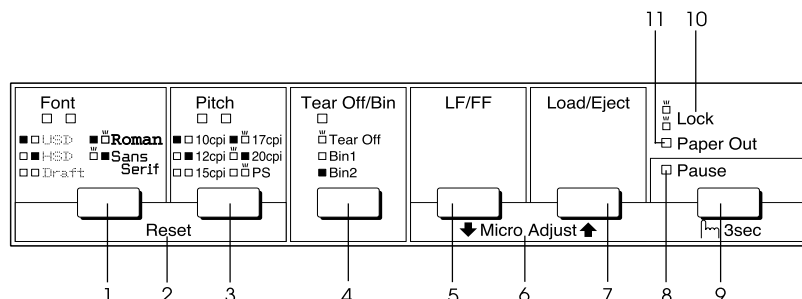 11 10
Font Pitch Tear Off/Bin LF/FF Load/Eject
Lock
Paper Out
Pause
USD Roman
HSD Sans Serif
Draft
10cpi 17cpi
12cpi 20cpi
15cpi PS
Tear Off
Bin1
Bin2
Reset
Micro Adjust
3sec
1 2 3 4 5 6 7 8 9